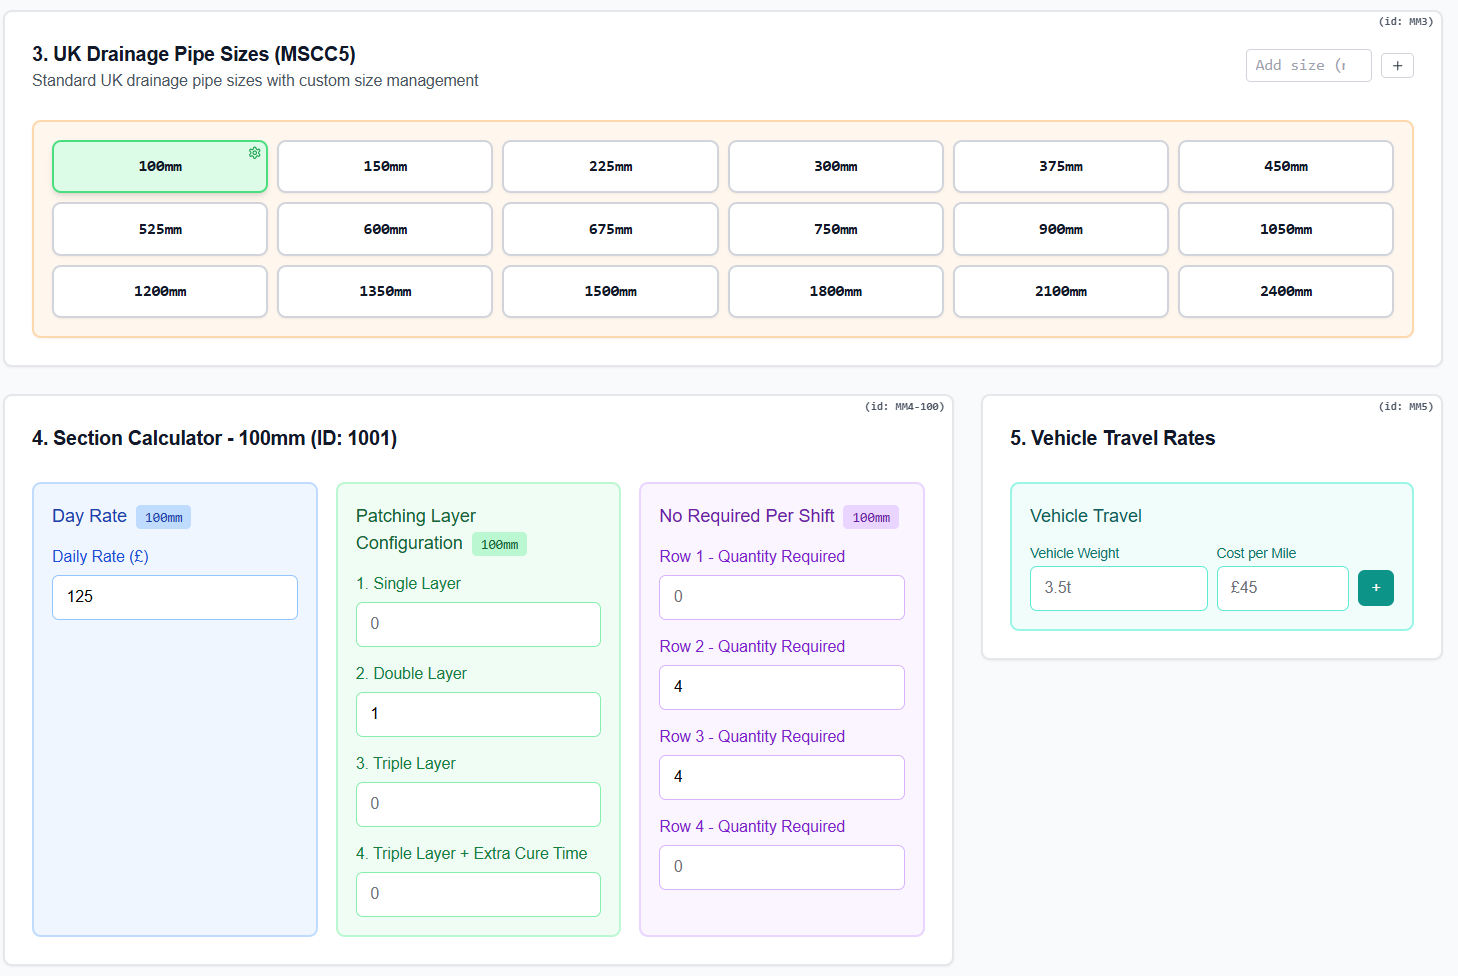 (id: MM3)
3. UK Drainage Pipe Sizes (MSCC5)
Standard UK drainage pipe sizes with custom size management
Add size (
+
100mm
150mm
225mm
300mm
375mm
450mm
525mm
600mm
675mm
750mm
900mm
1050mm
1200mm
1350mm
1500mm
1800mm
2100mm
2400mm
(id: MM4-100)
4. Section Calculator - 100mm (ID: 1001)
Day Rate 100mm
Daily Rate (£)
125
Patching Layer
Configuration 100mm
1. Single Layer
0
2. Double Layer
1
3. Triple Layer
0
4. Triple Layer + Extra Cure Time
0
No Required Per Shift 100mm
Row 1 - Quantity Required
0
Row 2 - Quantity Required
4
Row 3 - Quantity Required
4
Row 4 - Quantity Required
0
(id: MM5)
5. Vehicle Travel Rates
Vehicle Travel
Vehicle Weight
3.5t
Cost per Mile
£45
+